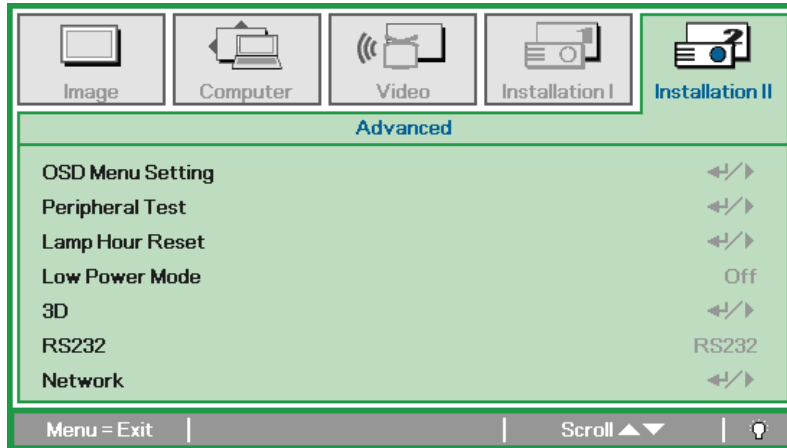 Image Computer Video Installation I Installation II
Advanced
OSD Menu Setting
Peripheral Test
Lamp Hour Reset
Low Power Mode Off
3D
RS232 RS232
Network
Menu = Exit Scroll